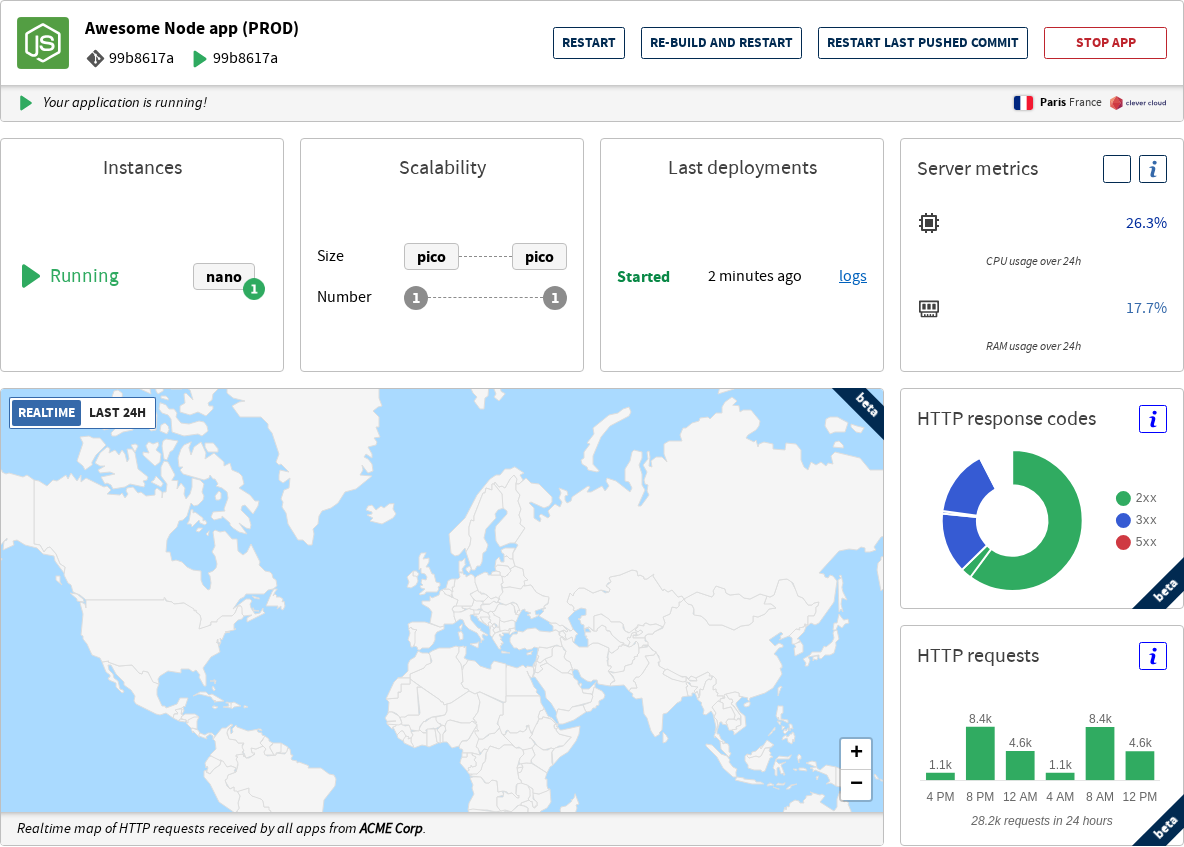 Awesome Node app (PROD)
99b8617a 99b8617a
RESTART RE-BUILD AND RESTART RESTART LAST PUSHED COMMIT STOP APP
Your application is running!
Paris France clever cloud
Instances
Running nano 1
Scalability
Size pico pico
Number 1 1
Last deployments
Started 2 minutes ago logs
Server metrics i
26.3%
CPU usage over 24h
17.7%
RAM usage over 24h
REALTIME LAST 24H
beta
+
−
Realtime map of HTTP requests received by all apps from ACME Corp.
HTTP response codes i
2xx
3xx
5xx
beta
HTTP requests i
1.1k 8.4k 4.6k 1.1k 8.4k 4.6k
4 PM 8 PM 12 AM 4 AM 8 AM 12 PM
28.2k requests in 24 hours
beta